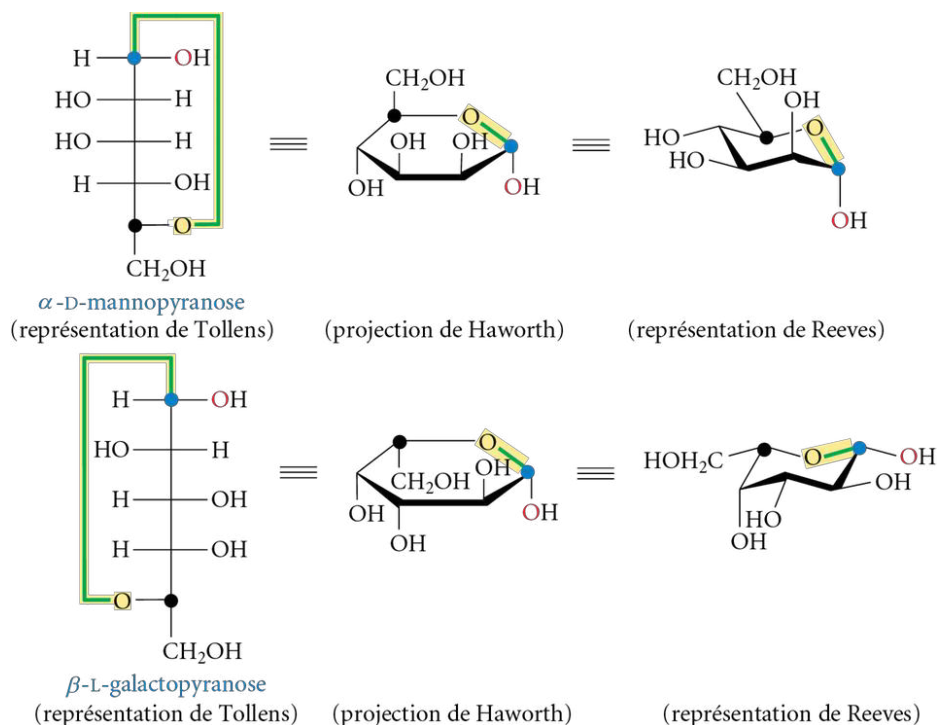 H OH
HO H
HO H
H OH
O
CH₂OH
CH₂OH
O
OH OH
OH
OH
CH₂OH
OH
O
HO
HO
OH
α-D-mannopyranose
(représentation de Tollens) (projection de Haworth) (représentation de Reeves)
H OH
HO H
H OH
H OH
O
CH₂OH
O
OH
CH₂OH
OH OH
OH
O OH
HOH₂C
OH
HO
OH
β-L-galactopyranose
(représentation de Tollens) (projection de Haworth) (représentation de Reeves)